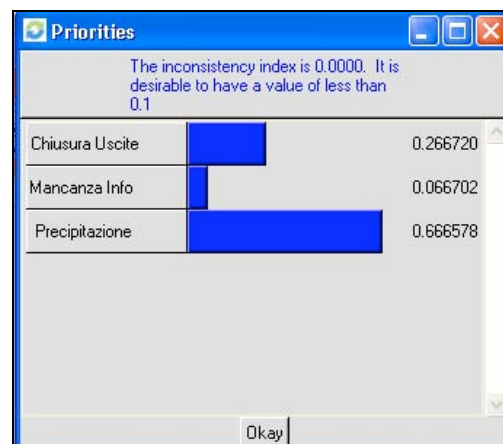 Priorities
The inconsistency index is 0.0000. It is
desirable to have a value of less than
0.1
Chiusura Uscite 0.266720
Mancanza Info 0.066702
Precipitazione 0.666578
Okay